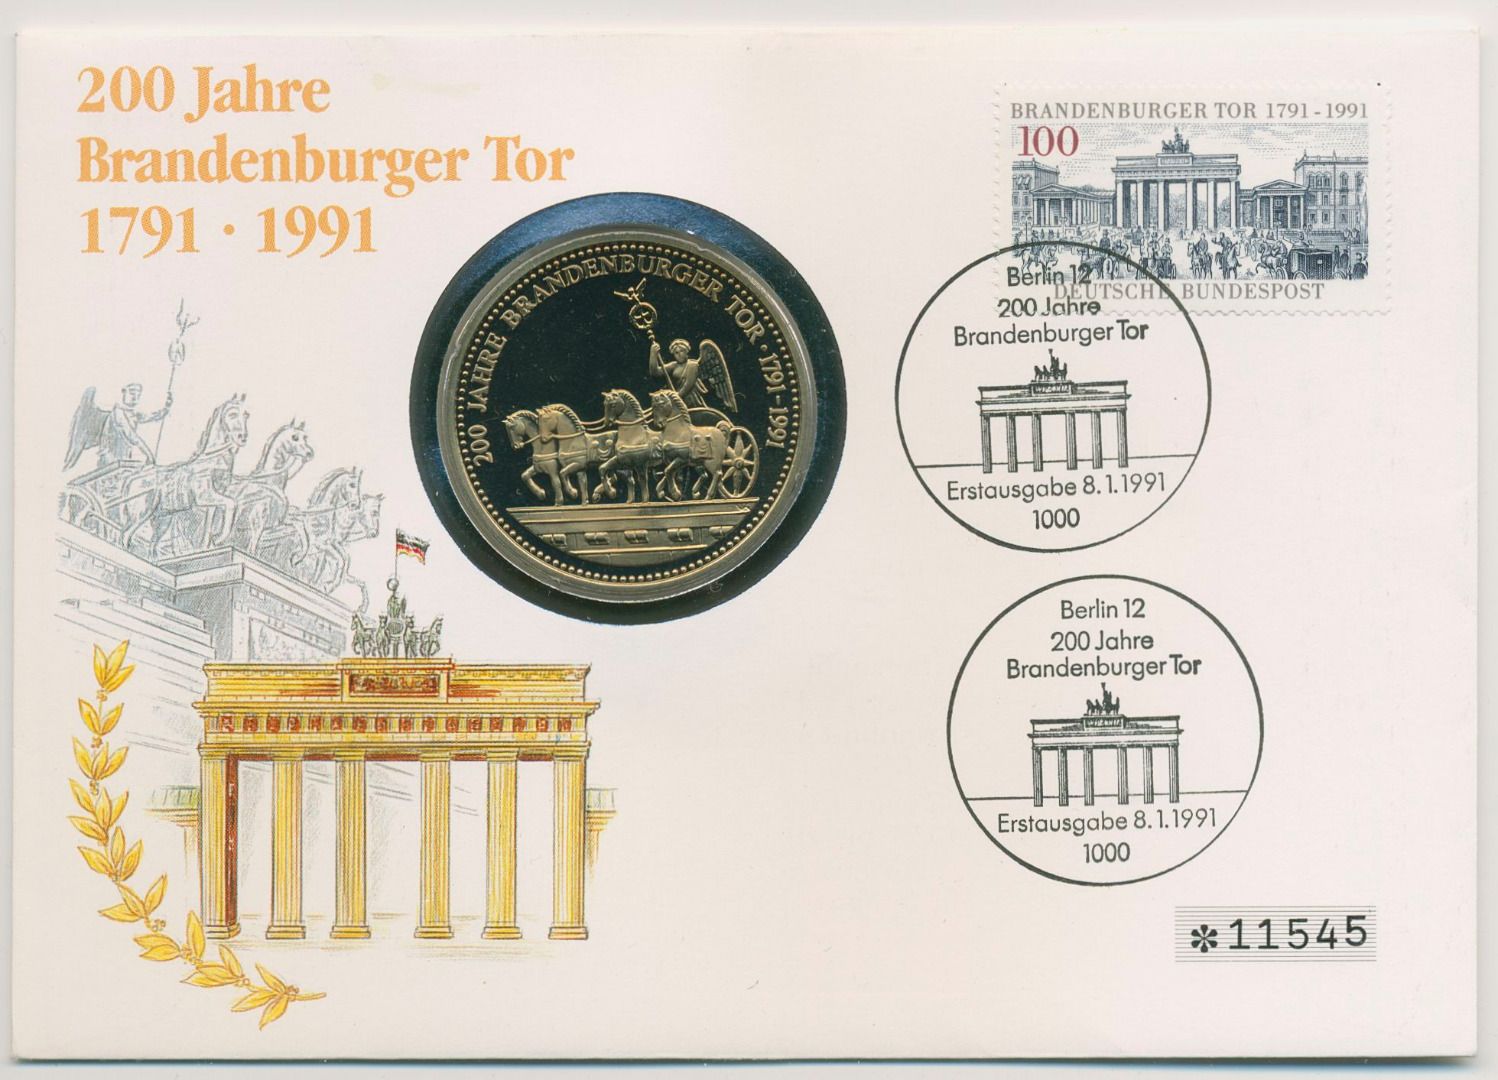 200 Jahre
Brandenburger Tor
1791 · 1991
200 JAHRE BRANDENBURGER TOR · 1791-1991
BRANDENBURGER TOR 1791 - 1991
100
DEUTSCHE BUNDESPOST
Berlin 12
200 Jahre
Brandenburger Tor
Erstausgabe 8.1.1991
1000
Berlin 12
200 Jahre
Brandenburger Tor
Erstausgabe 8.1.1991
1000
*11545